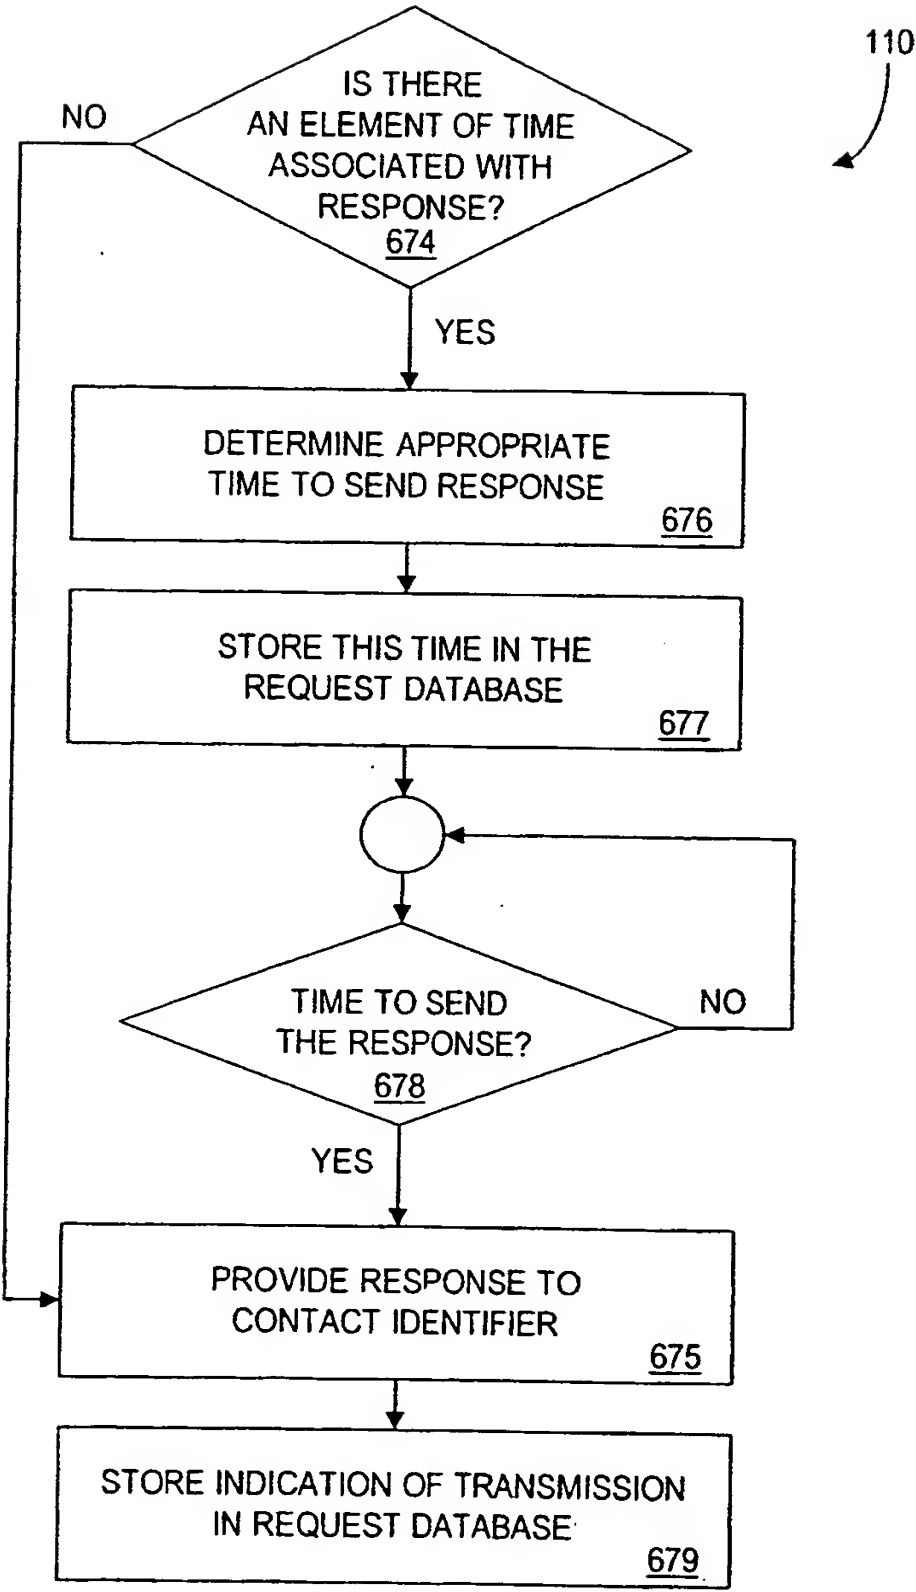 110
IS THERE
AN ELEMENT OF TIME
ASSOCIATED WITH
RESPONSE?
674
NO
YES
DETERMINE APPROPRIATE
TIME TO SEND RESPONSE
676
STORE THIS TIME IN THE
REQUEST DATABASE
677
TIME TO SEND
THE RESPONSE?
678
NO
YES
PROVIDE RESPONSE TO
CONTACT IDENTIFIER
675
STORE INDICATION OF TRANSMISSION
IN REQUEST DATABASE
679